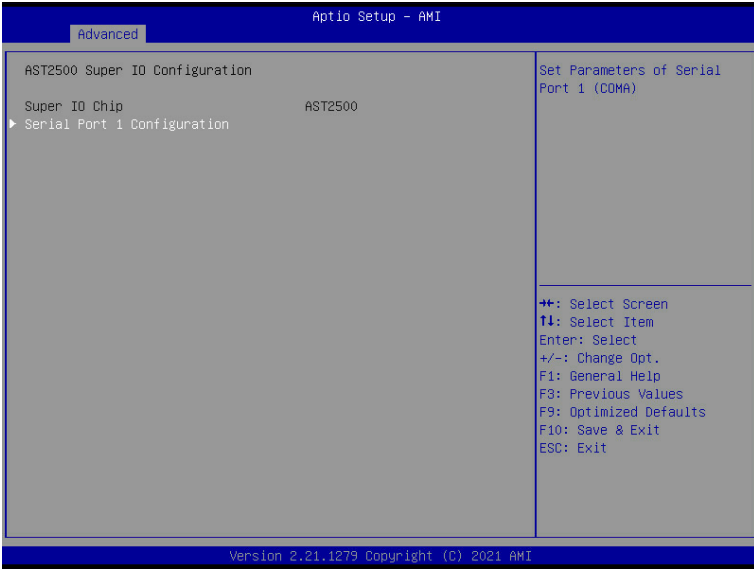 Aptio Setup – AMI
Advanced
AST2500 Super IO Configuration
Super IO Chip AST2500
▶ Serial Port 1 Configuration
Set Parameters of Serial
Port 1 (COMA)
→←: Select Screen
↑↓: Select Item
Enter: Select
+/-: Change Opt.
F1: General Help
F3: Previous Values
F9: Optimized Defaults
F10: Save & Exit
ESC: Exit
Version 2.21.1279 Copyright (C) 2021 AMI